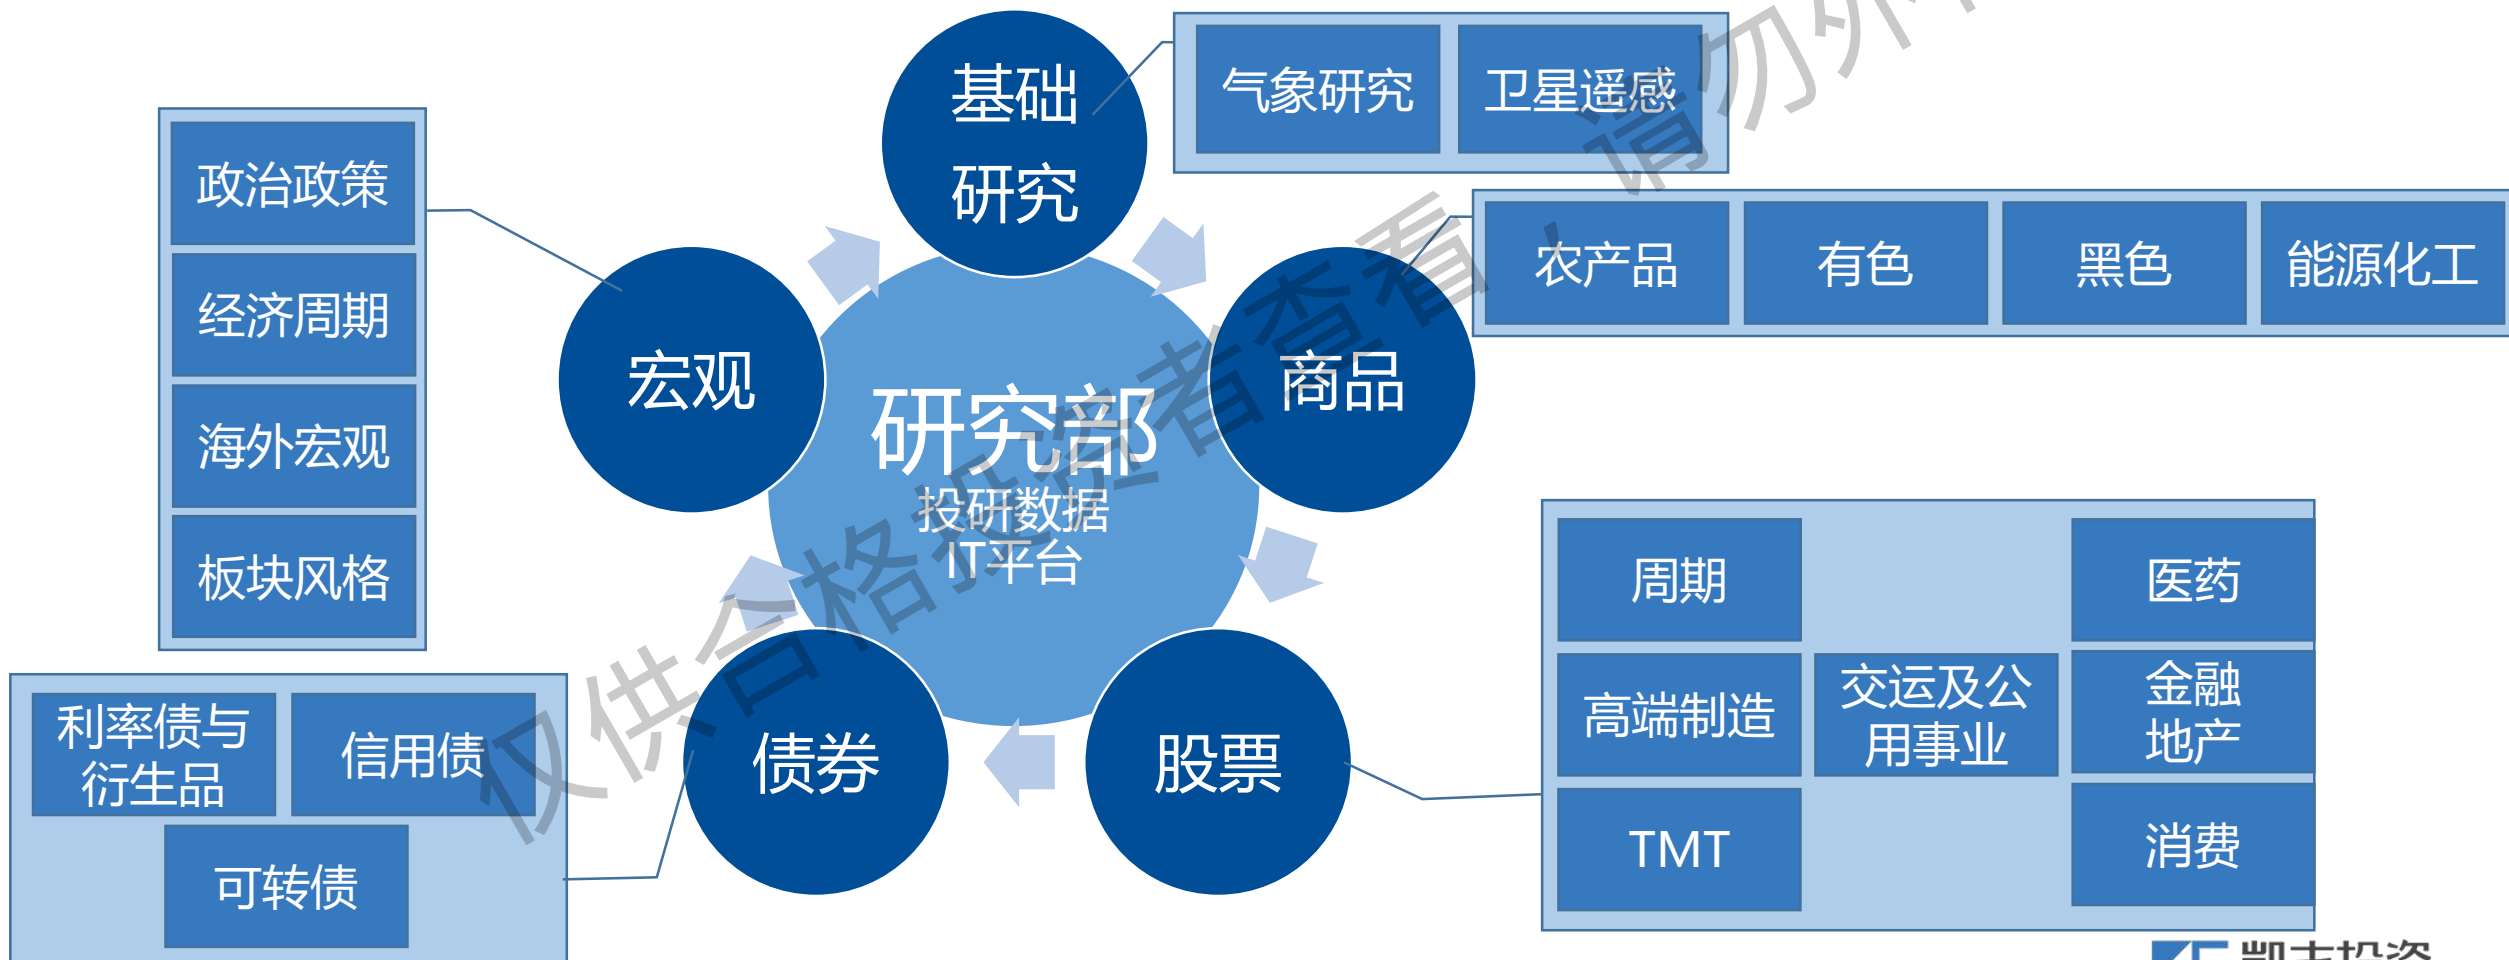 基础
研究
气象研究
卫星遥感
政治政策
经济周期
海外宏观
板块风格
宏观
商品
农产品
有色
黑色
能源化工
研究部
投研数据
IT平台
周期
医药
高端制造
交运及公
用事业
金融
地产
TMT
消费
债券
股票
利率债与
衍生品
信用债
可转债
仅供合格投资者查看，请勿外